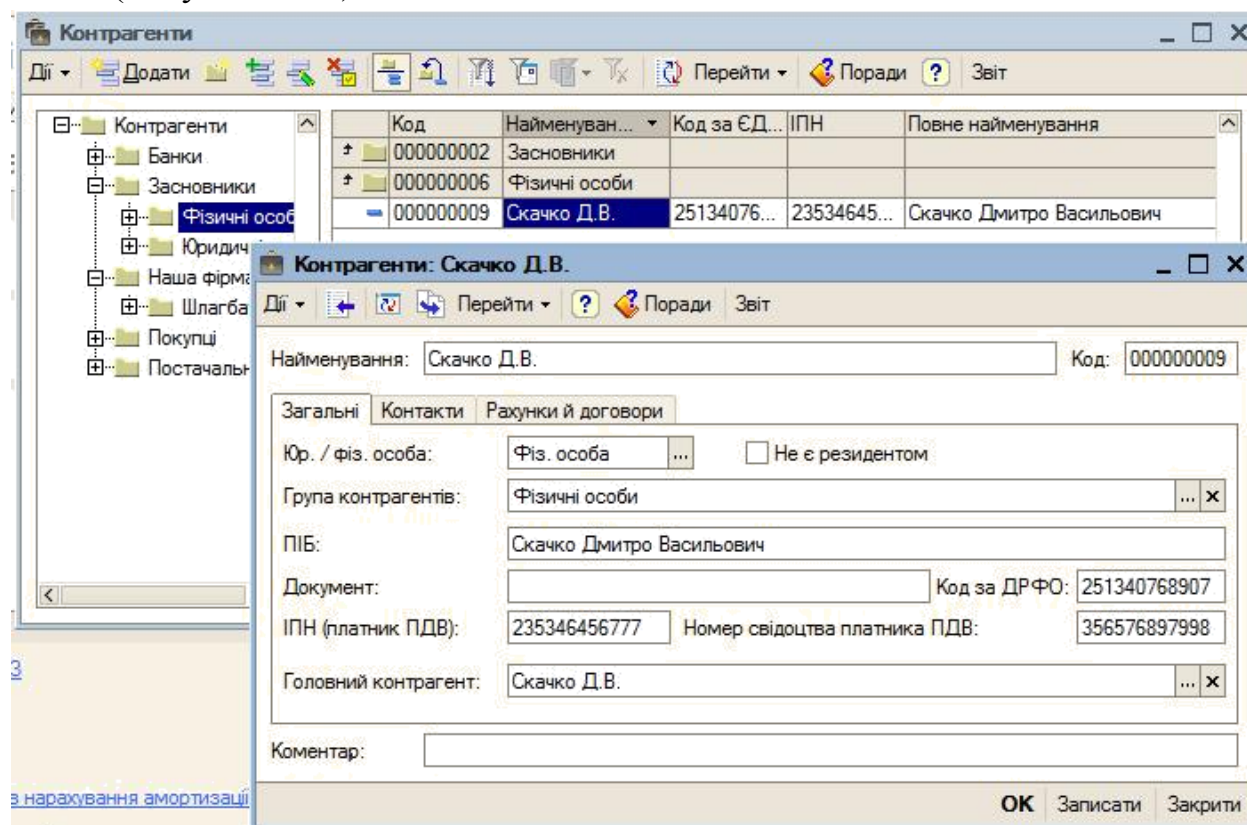 Контрагенти
Дії Додати Перейти Поради ? Звіт
Контрагенти
Банки
Засновники
Фізичні особ
Юридич
Наша фірма
Шлагба
Покупці
Постачальн
Код Найменуван... Код за ЄД... ІПН Повне найменування
000000002 Засновники
000000006 Фізичні особи
000000009 Скачко Д.В. 25134076... 23534645... Скачко Дмитро Васильович
Контрагенти: Скачко Д.В.
Дії Перейти ? Поради Звіт
Найменування: Скачко Д.В. Код: 000000009
Загальні Контакти Рахунки й договори
Юр. / фіз. особа: Фіз. особа ... Не є резидентом
Група контрагентів: Фізичні особи ... x
ПІБ: Скачко Дмитро Васильович
Документ: Код за ДРФО: 251340768907
ІПН (платник ПДВ): 235346456777 Номер свідоцтва платника ПДВ: 356576897998
Головний контрагент: Скачко Д.В. ... x
Коментар:
OK Записати Закрити
З
з нарахування амортизації